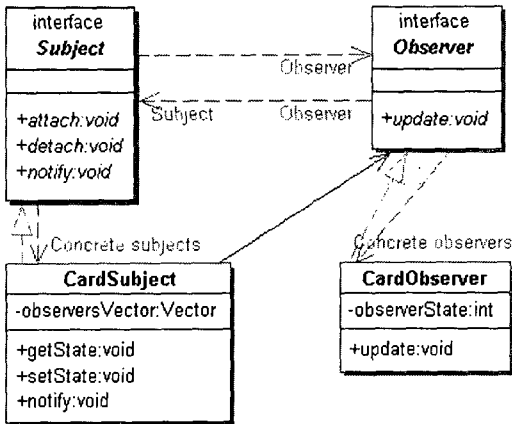 interface
Subject
+attach:void
+detach:void
+notify:void
interface
Observer
+update:void
Observer
Subject
Observer
Concrete subjects
Concrete observers
CardSubject
-observersVector:Vector
+getState:void
+setState:void
+notify:void
CardObserver
-observerState:int
+update:void